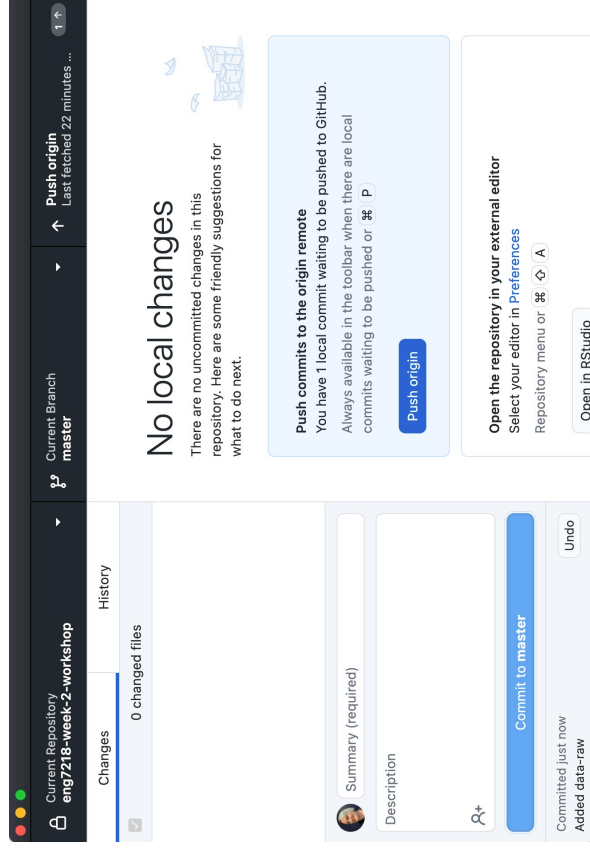 Current Repository
eng7218-week-2-workshop
Current Branch
master
Push origin
Last fetched 22 minutes ...
1 ↑
Changes
History
0 changed files
Summary (required)
Description
Commit to master
Committed just now
Added data-raw
Undo
No local changes
There are no uncommitted changes in this
repository. Here are some friendly suggestions for
what to do next.
Push commits to the origin remote
You have 1 local commit waiting to be pushed to GitHub.
Always available in the toolbar when there are local
commits waiting to be pushed or ⌘ P
Push origin
Open the repository in your external editor
Select your editor in Preferences
Repository menu or ⌘ ⇧ A
Open in RStudio